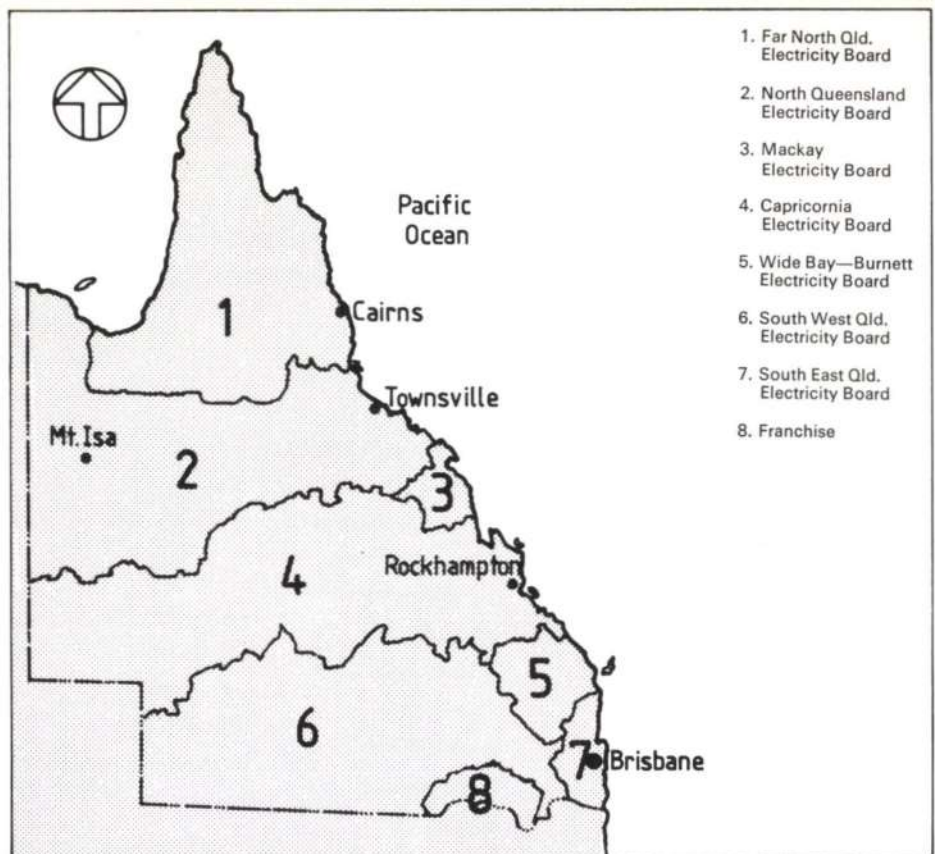 1. Far North Qld.
Electricity Board
2. North Queensland
Electricity Board
3. Mackay
Electricity Board
4. Capricornia
Electricity Board
5. Wide Bay—Burnett
Electricity Board
6. South West Qld.
Electricity Board
7. South East Qld.
Electricity Board
8. Franchise
Pacific
Ocean
1
Cairns
Townsville
Mt.Isa
2
3
Rockhampton
4
5
6
7
Brisbane
8